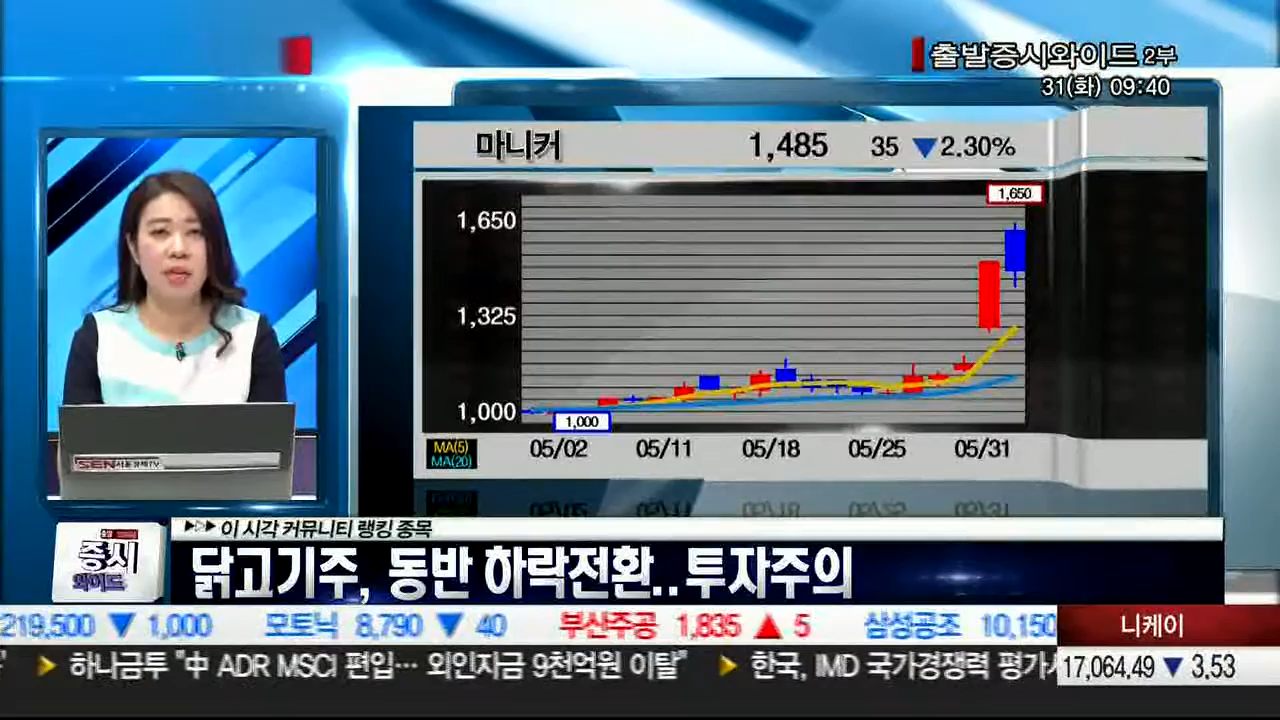 출발증시와이드 2부
31(화) 09:40
마니커 1,485 35 ▼2.30%
1,650
1,650
1,325
1,000
1,000
MA(5)
MA(20)
05/02 05/11 05/18 05/25 05/31
SEN 서울경제TV
▶▷▶ 이 시각 커뮤니티 랭킹 종목
증시
와이드
닭고기주, 동반 하락전환..투자주의
219,500 ▼ 1,000 모토닉 8,790 ▼ 40 부산주공 1,835 ▲ 5 삼성공조 10,150
니케이
▶ 하나금투 "中 ADR MSCI 편입… 외인자금 9천억원 이탈" ▶ 한국, IMD 국가경쟁력 평가
17,064.49 ▼ 3.53